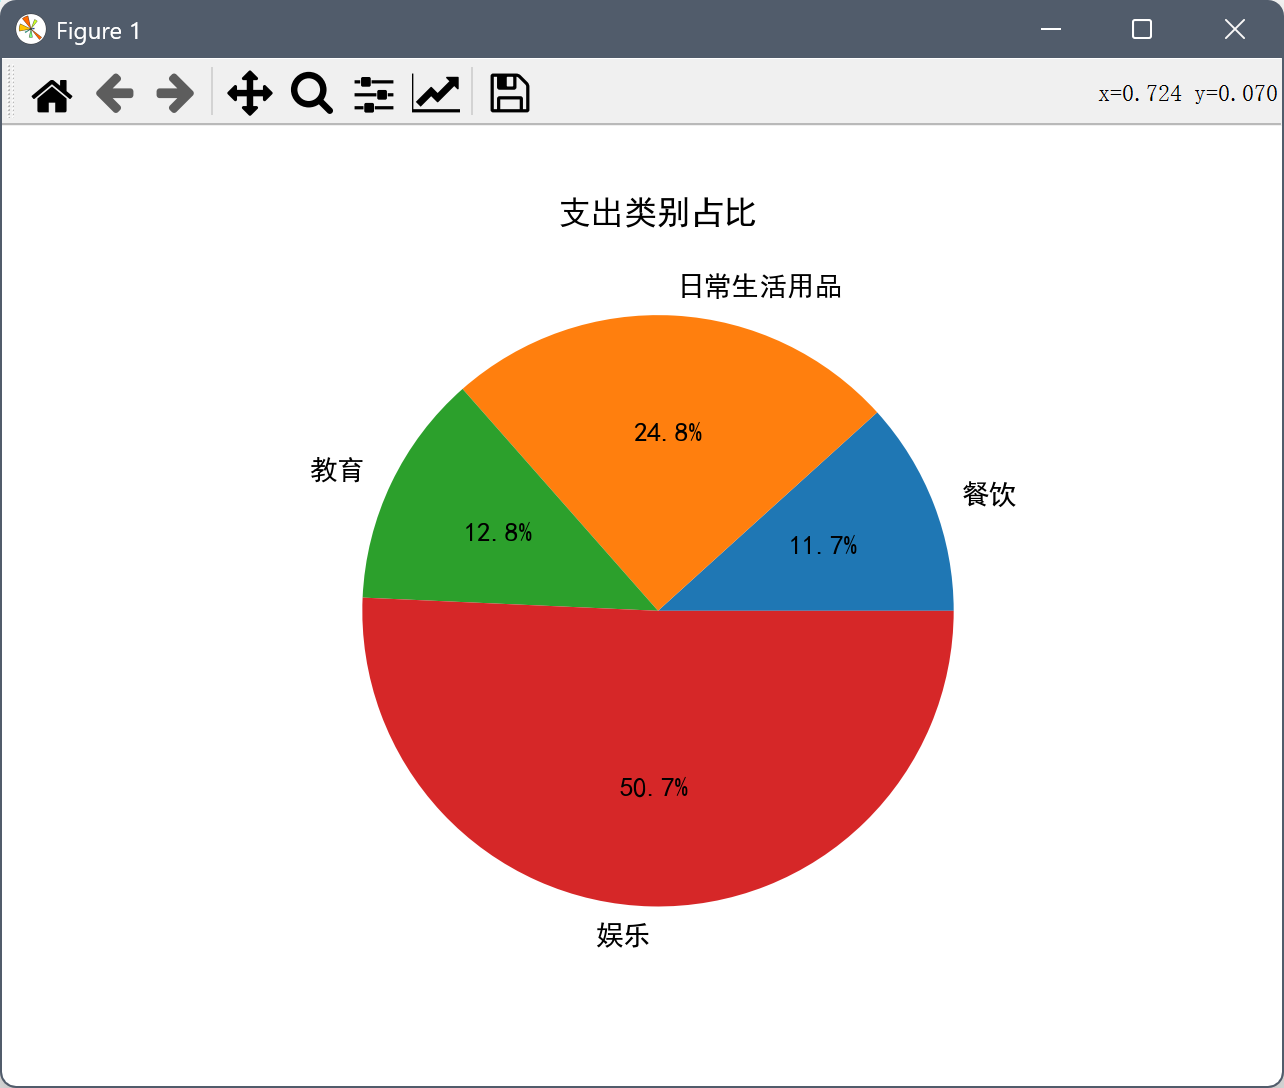 Figure 1
x=0.724 y=0.070
支出类别占比
日常生活用品
24.8%
教育
餐饮
12.8%
11.7%
50.7%
娱乐